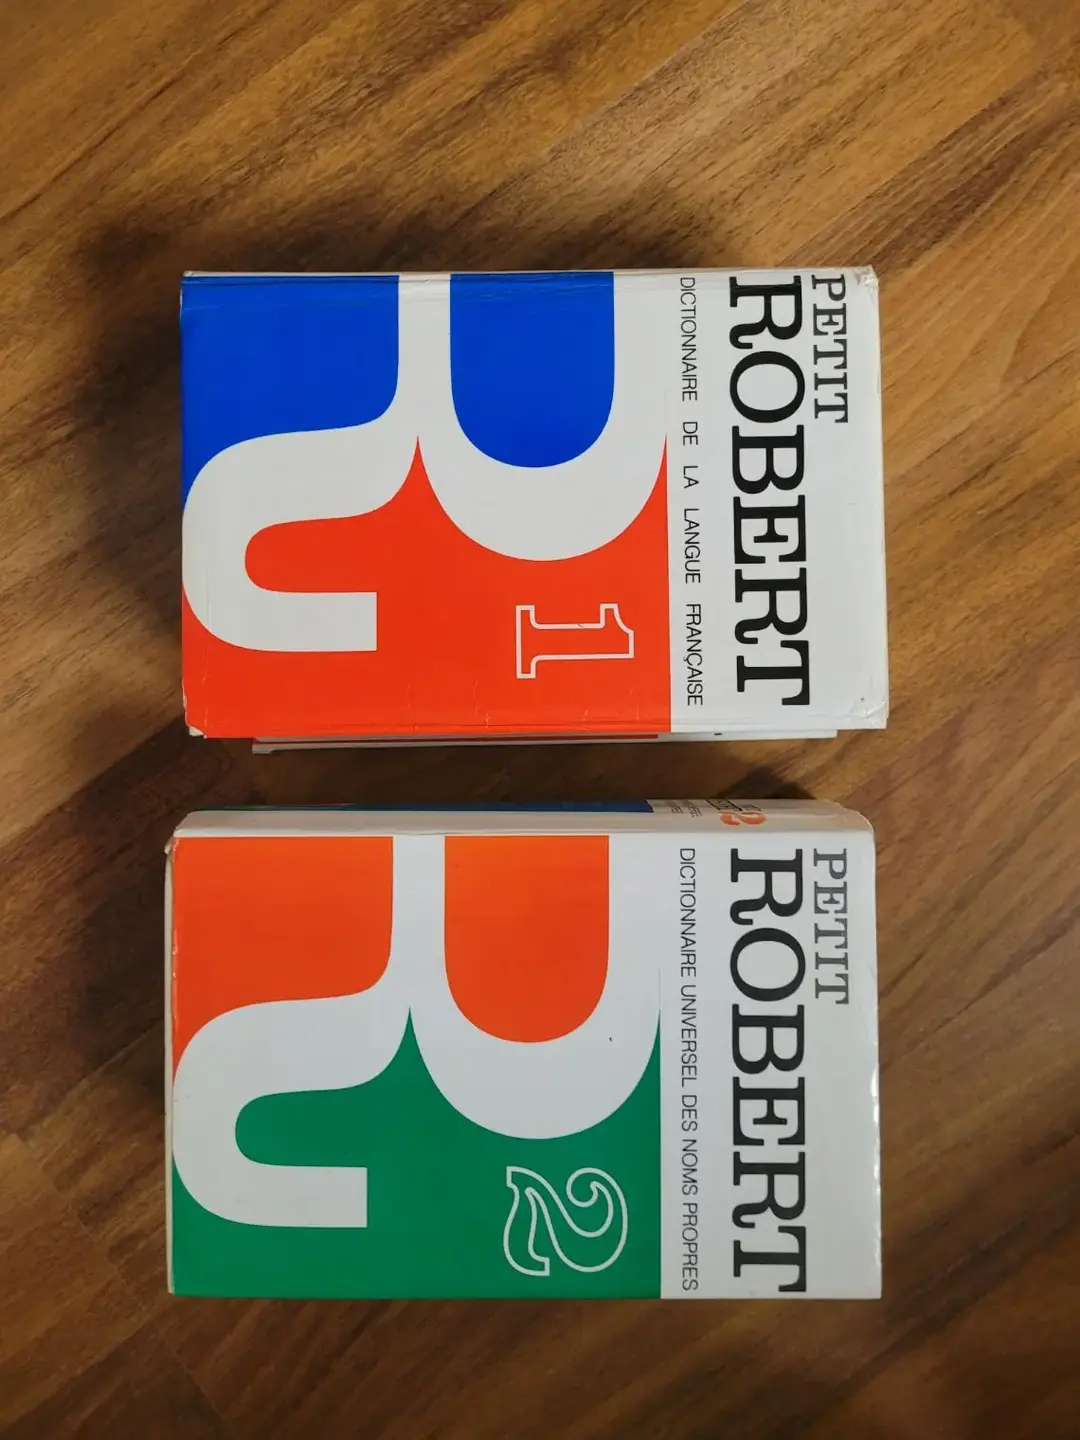 PETIT
ROBERT
DICTIONNAIRE DE LA LANGUE FRANÇAISE
1
PETIT
ROBERT
DICTIONNAIRE UNIVERSEL DES NOMS PROPRES
2